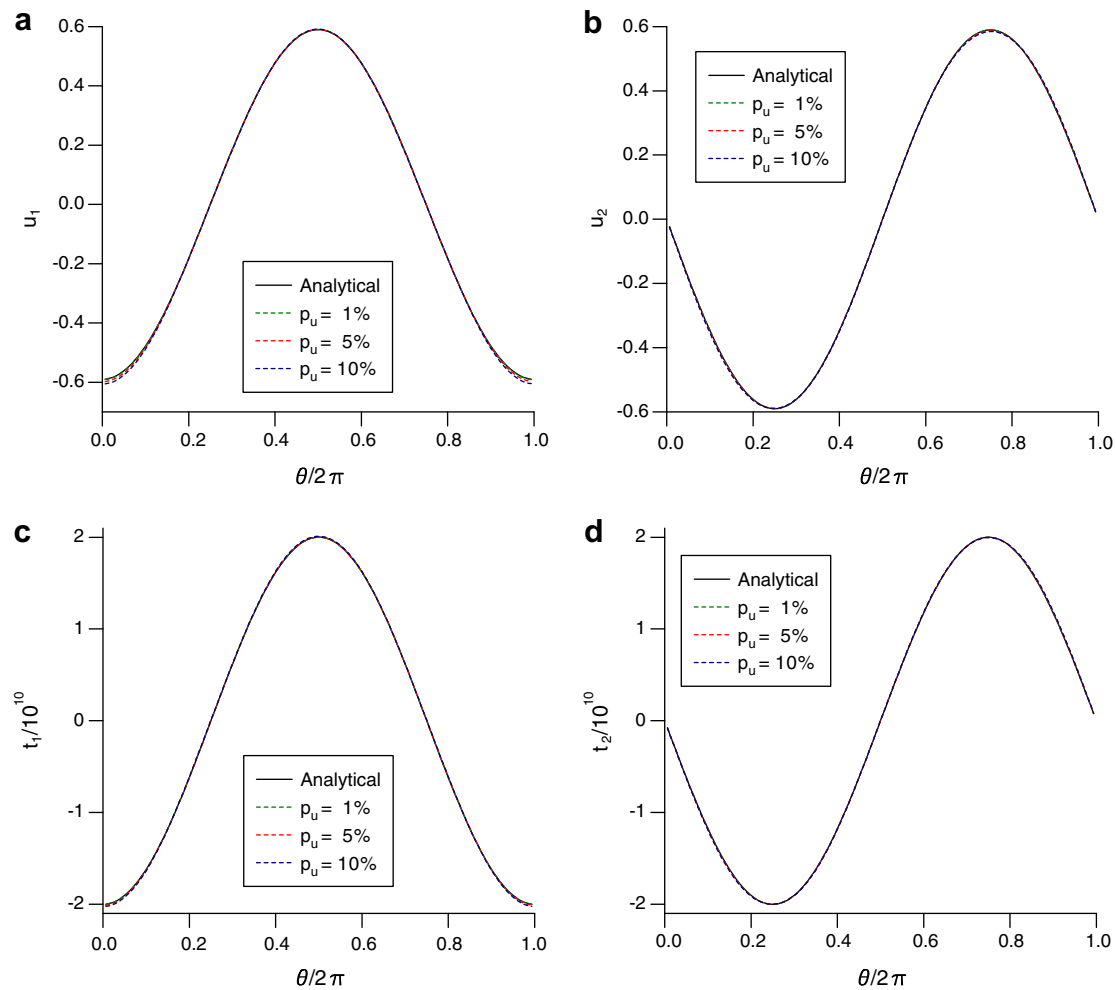 a
0.6
0.4
0.2
0.0
-0.2
-0.4
-0.6
u1
Analytical
pu = 1%
pu = 5%
pu = 10%
0.0 0.2 0.4 0.6 0.8 1.0
θ/2π
b
0.6
0.4
0.2
0.0
-0.2
-0.4
-0.6
u2
Analytical
pu = 1%
pu = 5%
pu = 10%
0.0 0.2 0.4 0.6 0.8 1.0
θ/2π
c
2
1
0
-1
-2
t1/10^10
Analytical
pu = 1%
pu = 5%
pu = 10%
0.0 0.2 0.4 0.6 0.8 1.0
θ/2π
d
2
1
0
-1
-2
t2/10^10
Analytical
pu = 1%
pu = 5%
pu = 10%
0.0 0.2 0.4 0.6 0.8 1.0
θ/2π